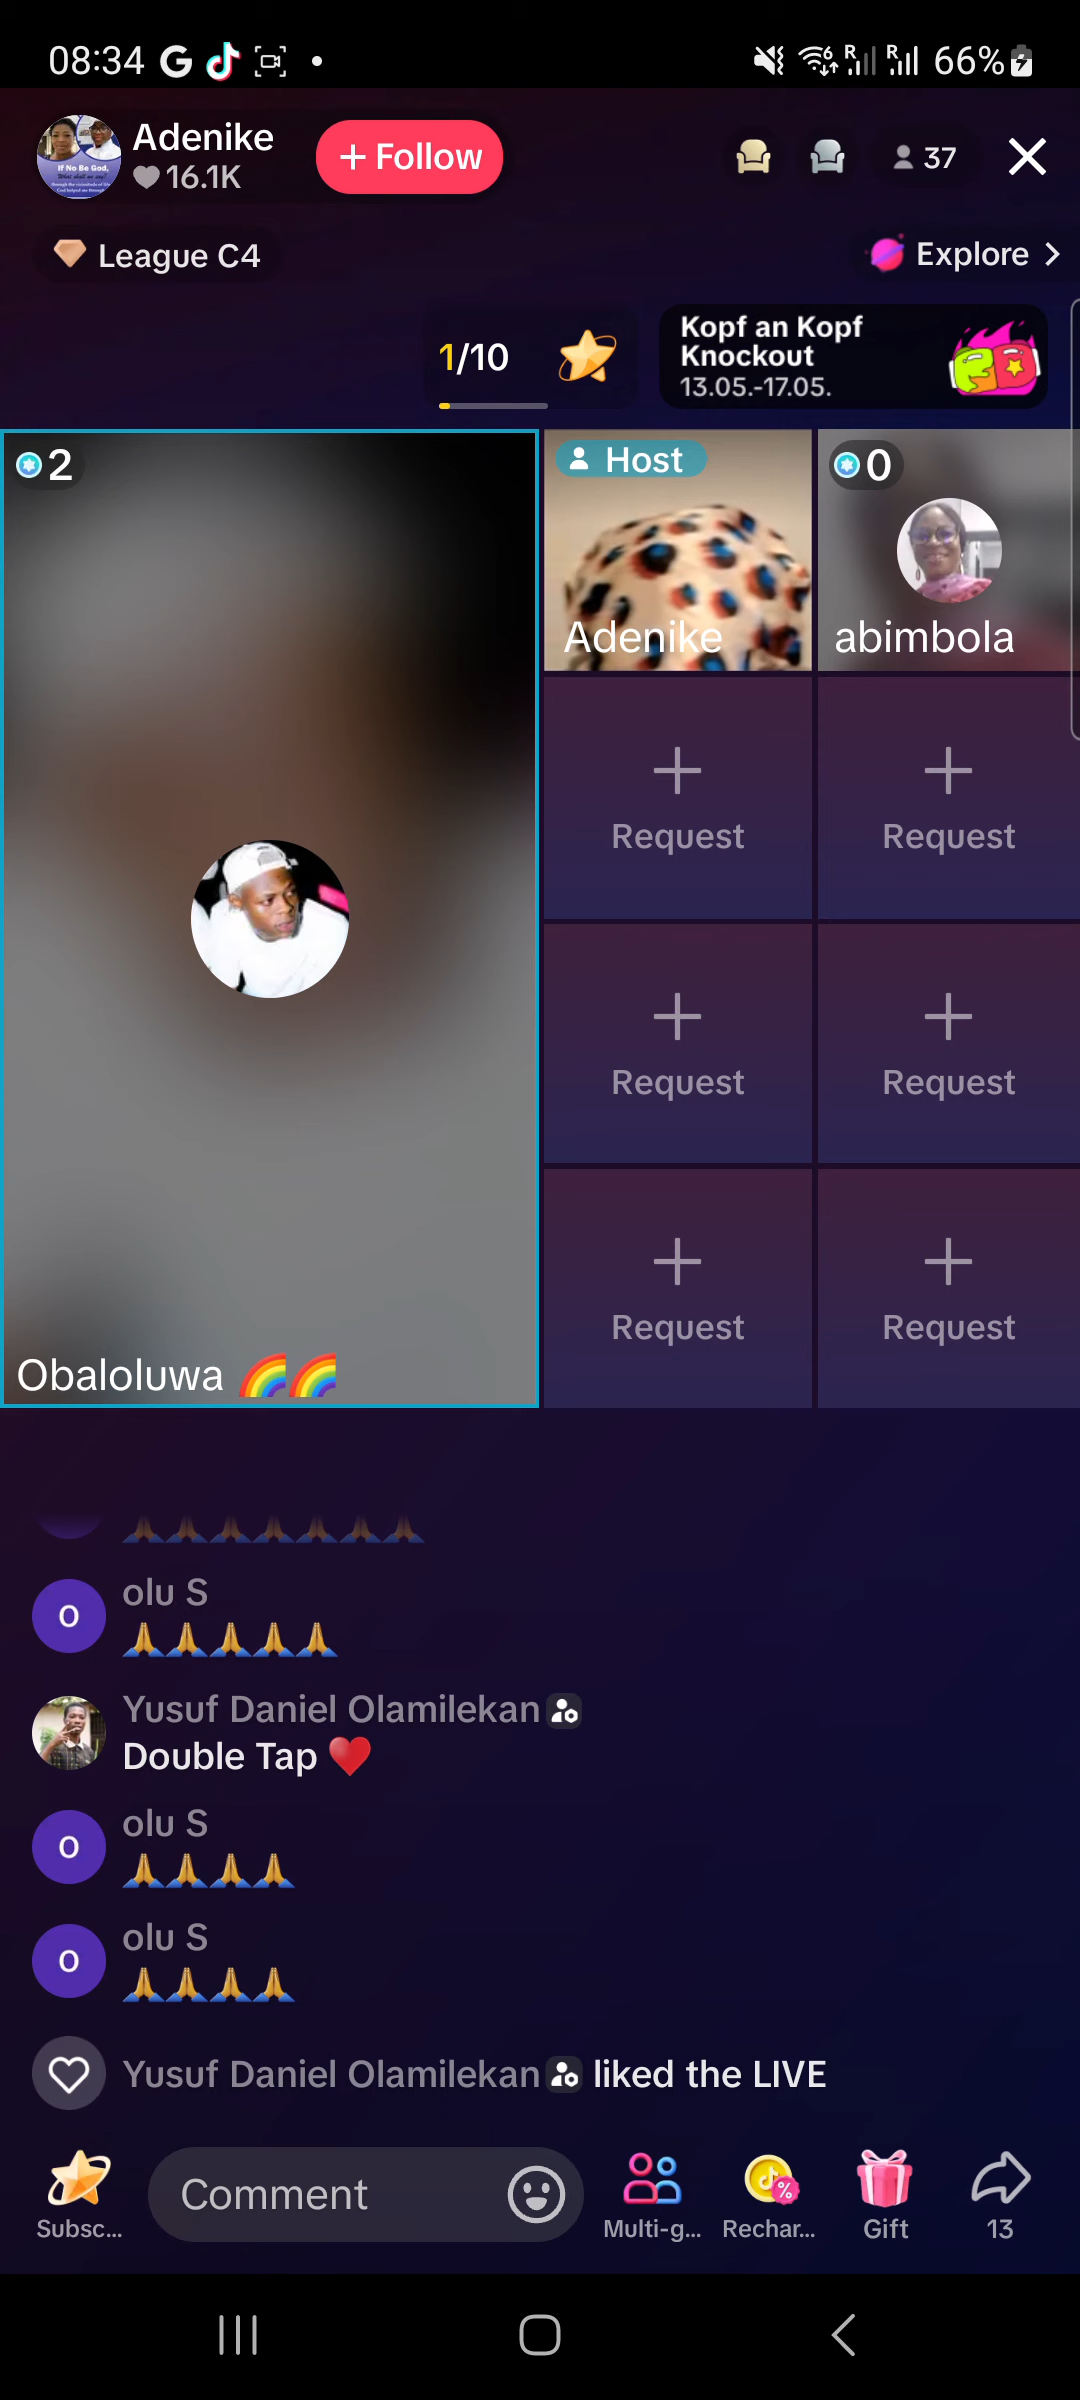 08:34
66%
Adenike
16.1K
+ Follow
37
League C4
Explore
1/10
Kopf an Kopf
Knockout
13.05.-17.05.
2
Host
0
Adenike
abimbola
Request
Request
Request
Request
Request
Request
Obaloluwa 🌈🌈
🙏🙏🙏🙏🙏🙏🙏
O
olu S
🙏🙏🙏🙏🙏
Yusuf Daniel Olamilekan
Double Tap ❤️
O
olu S
🙏🙏🙏🙏
O
olu S
🙏🙏🙏🙏
Yusuf Daniel Olamilekan liked the LIVE
Comment
Subsc...
Multi-g...
Rechar...
Gift
13